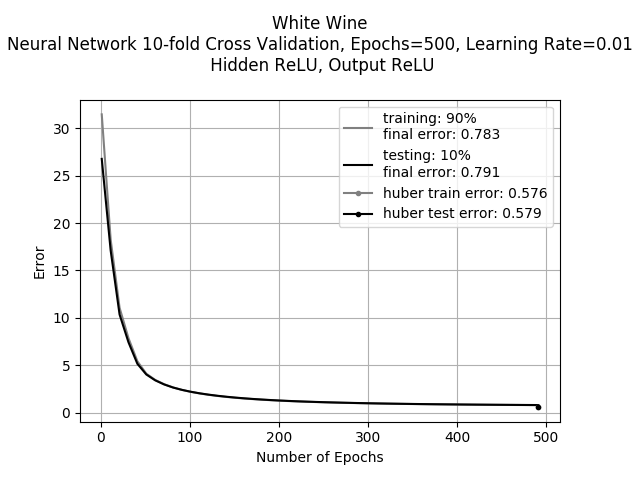 White Wine
Neural Network 10-fold Cross Validation, Epochs=500, Learning Rate=0.01
Hidden ReLU, Output ReLU
training: 90%
final error: 0.783
testing: 10%
final error: 0.791
huber train error: 0.576
huber test error: 0.579
Error
30
25
20
15
10
5
0
0 100 200 300 400 500
Number of Epochs